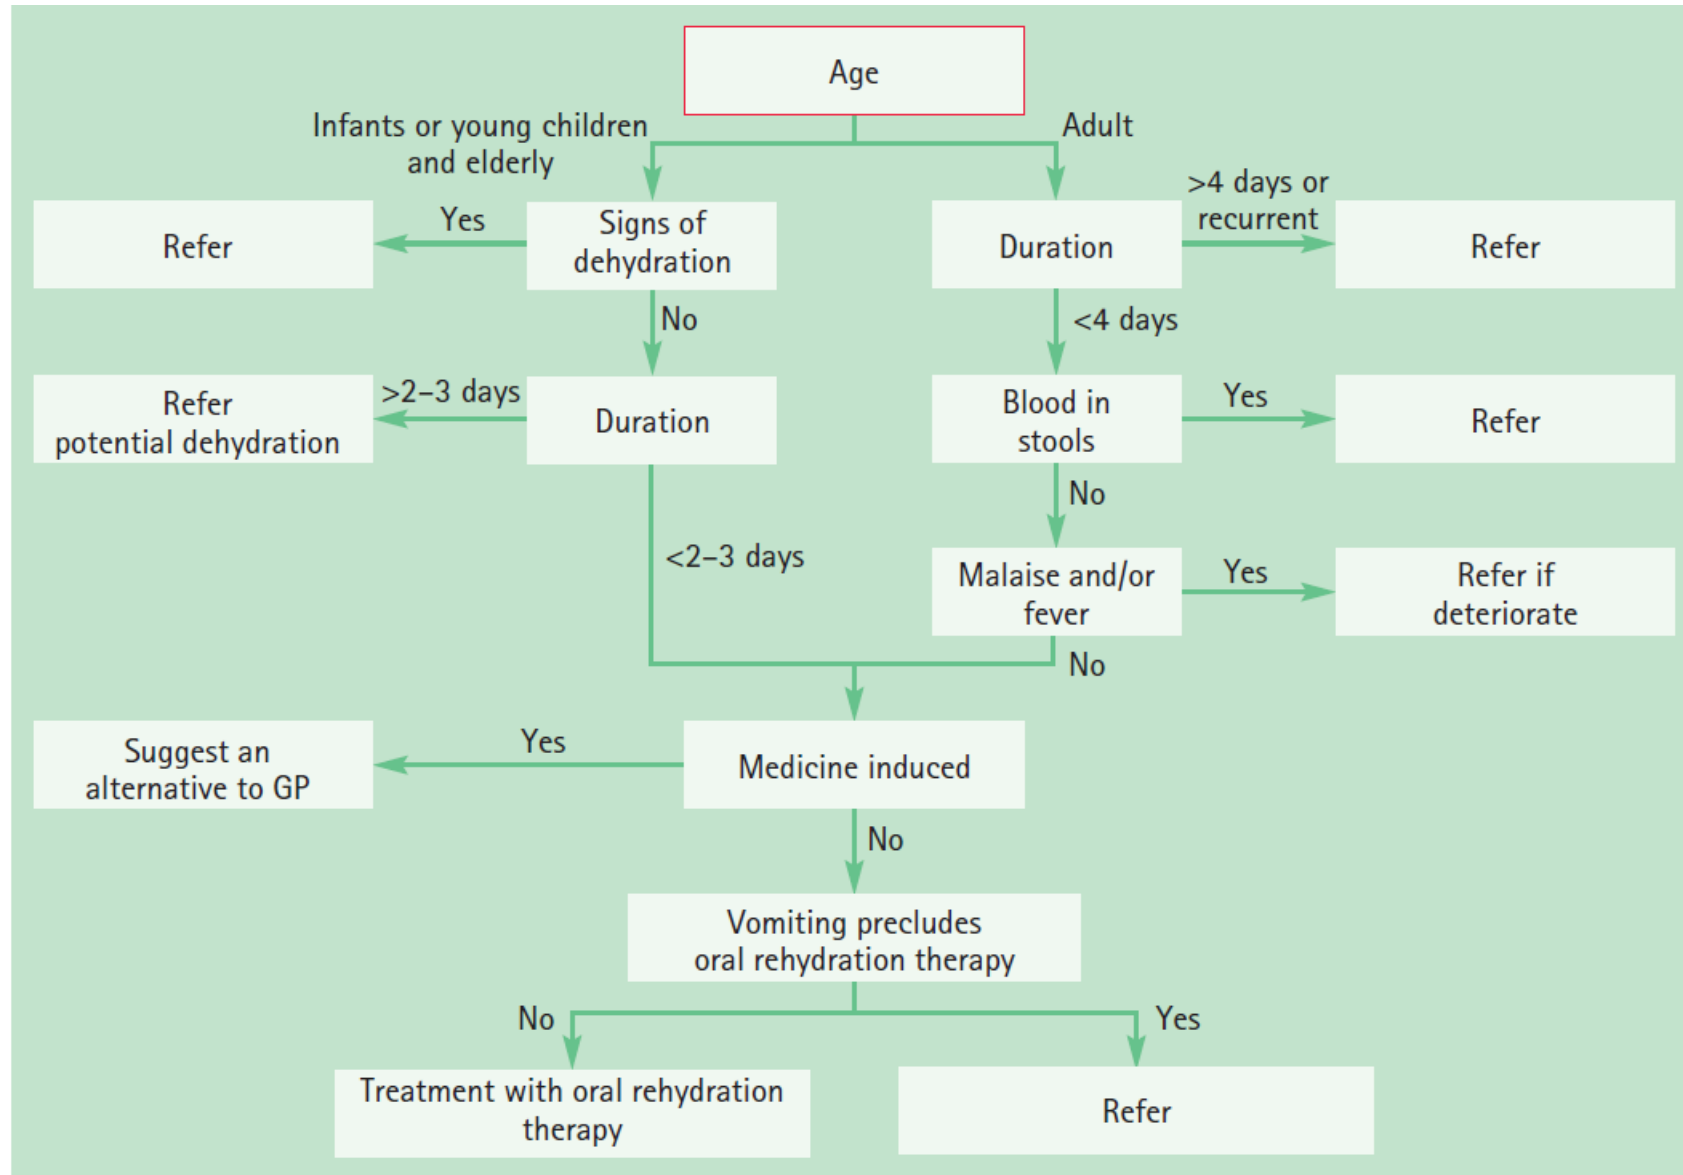 Age
Infants or young children
and elderly
Adult
>4 days or
recurrent
Refer
Yes
Signs of
dehydration
Duration
Refer
No
<4 days
Refer
potential dehydration
>2–3 days
Duration
Blood in
stools
Yes
Refer
No
<2–3 days
Malaise and/or
fever
Yes
Refer if
deteriorate
No
Suggest an
alternative to GP
Yes
Medicine induced
No
Vomiting precludes
oral rehydration therapy
No
Yes
Treatment with oral rehydration
therapy
Refer